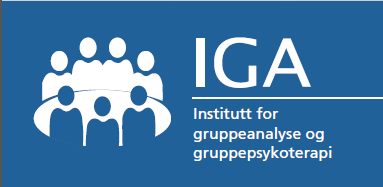 IGA
Institutt for
gruppeanalyse og
gruppepsykoterapi